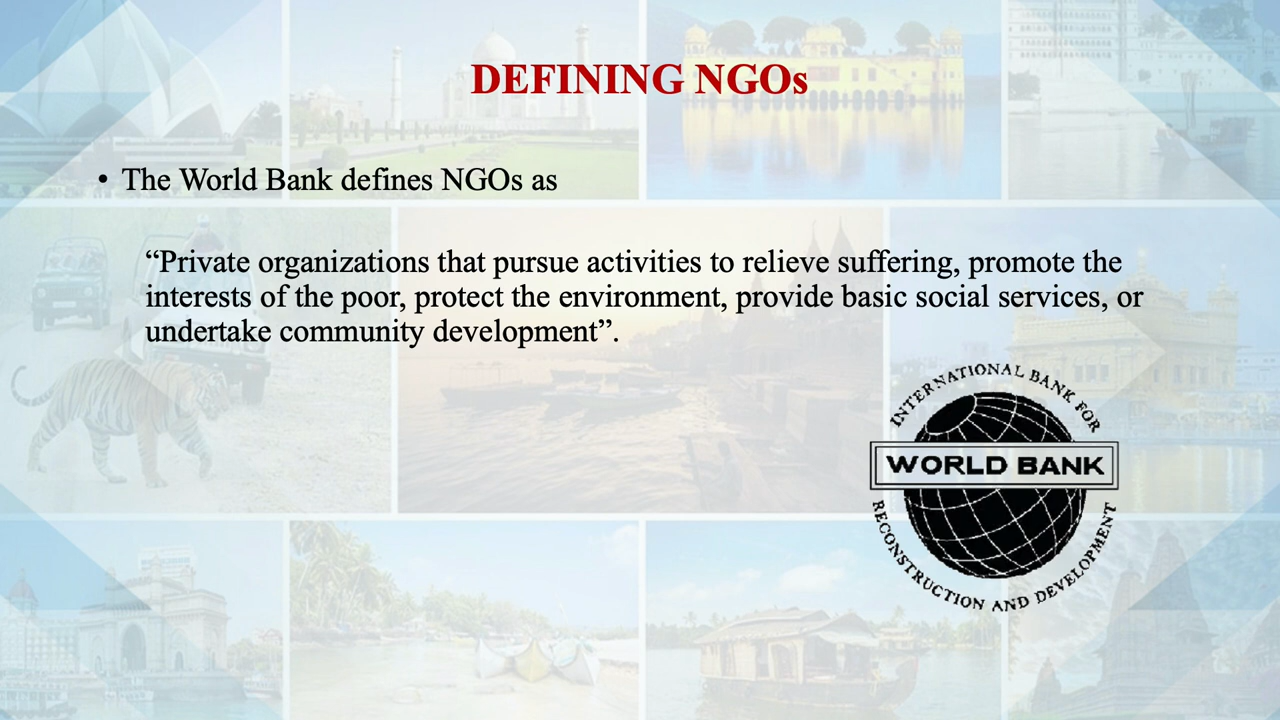 DEFINING NGOs
• The World Bank defines NGOs as
“Private organizations that pursue activities to relieve suffering, promote the
interests of the poor, protect the environment, provide basic social services, or
undertake community development”.
INTERNATIONAL BANK FOR
WORLD BANK
RECONSTRUCTION AND DEVELOPMENT